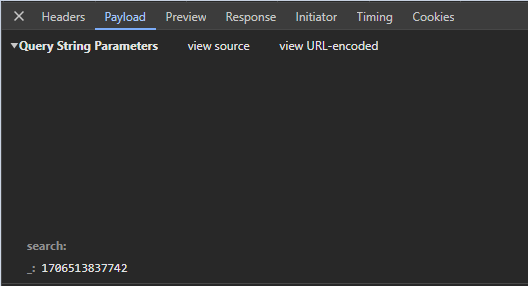 Headers Payload Preview Response Initiator Timing Cookies
Query String Parameters view source view URL-encoded
search:
_: 1706513837742